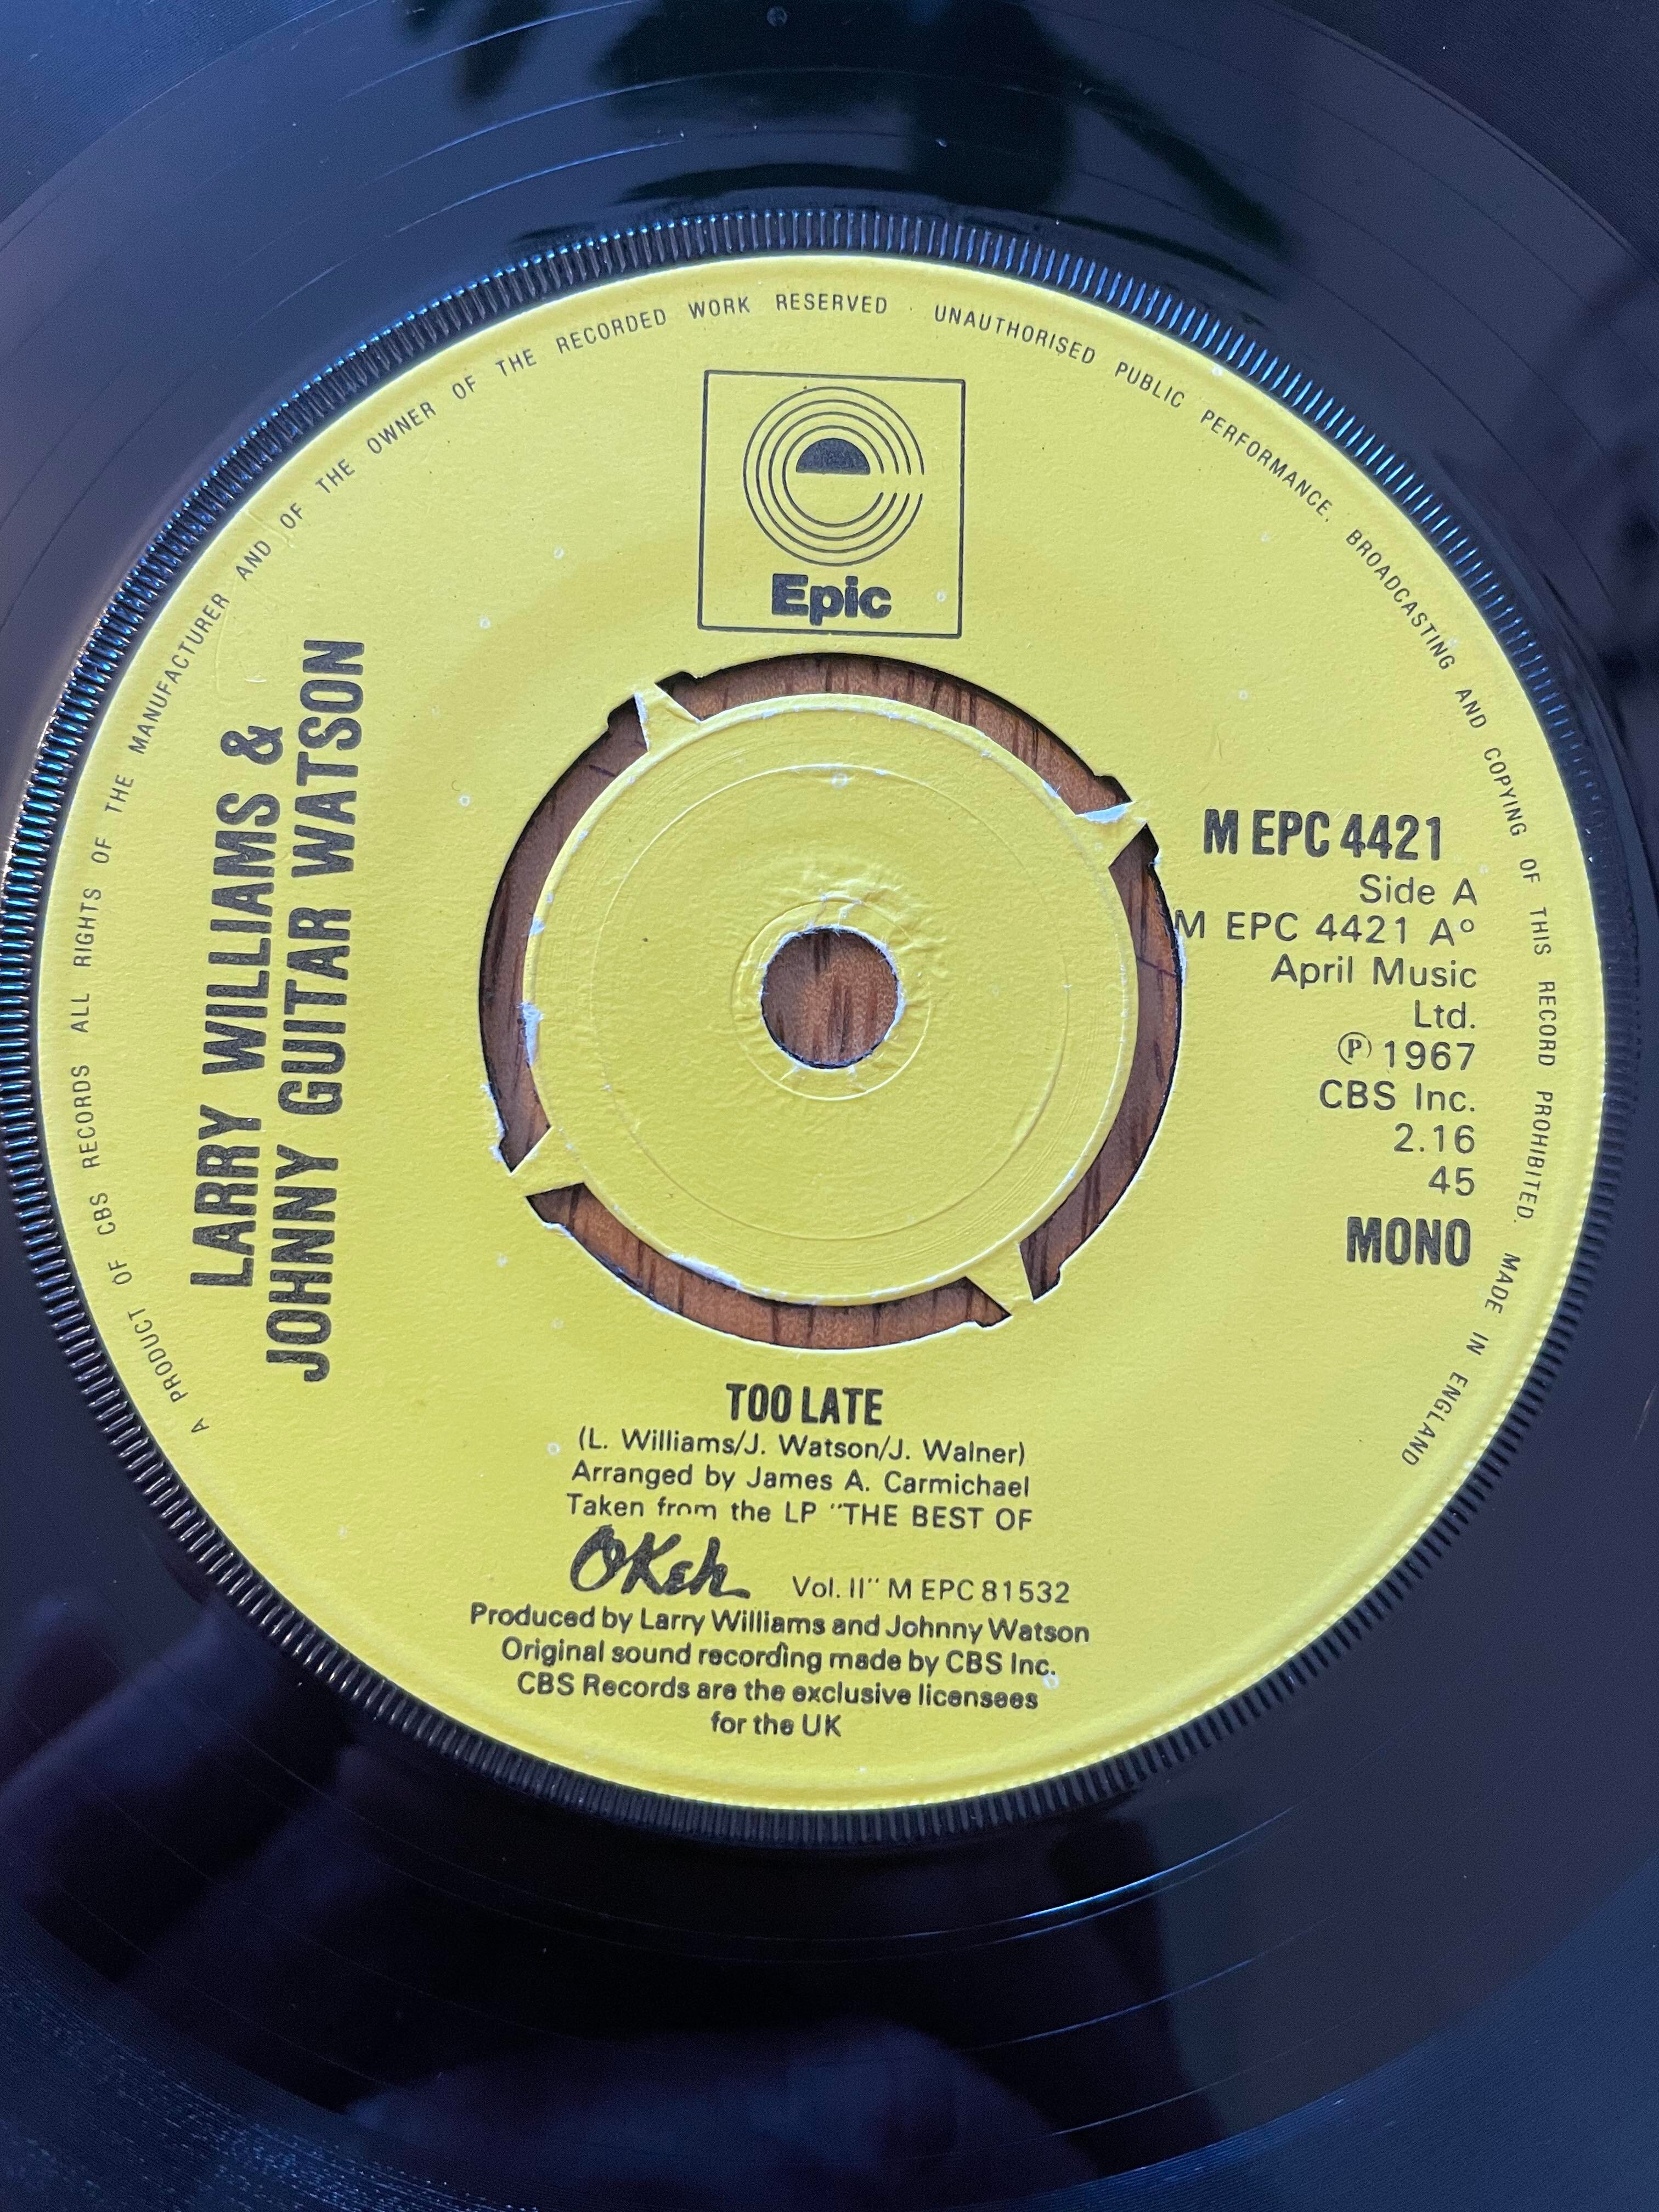 A PRODUCT OF CBS RECORDS ALL RIGHTS OF THE MANUFACTURER AND OF THE OWNER OF THE RECORDED WORK RESERVED · UNAUTHORISED PUBLIC PERFORMANCE, BROADCASTING AND COPYING OF THIS RECORD PROHIBITED. MADE IN ENGLAND
Epic
LARRY WILLIAMS &
JOHNNY GUITAR WATSON
M EPC 4421
Side A
M EPC 4421 A°
April Music
Ltd.
℗ 1967
CBS Inc.
2.16
45
MONO
TOO LATE
(L. Williams/J. Watson/J. Walner)
Arranged by James A. Carmichael
Taken from the LP "THE BEST OF
OKeh Vol. II" M EPC 81532
Produced by Larry Williams and Johnny Watson
Original sound recording made by CBS Inc.
CBS Records are the exclusive licensees
for the UK